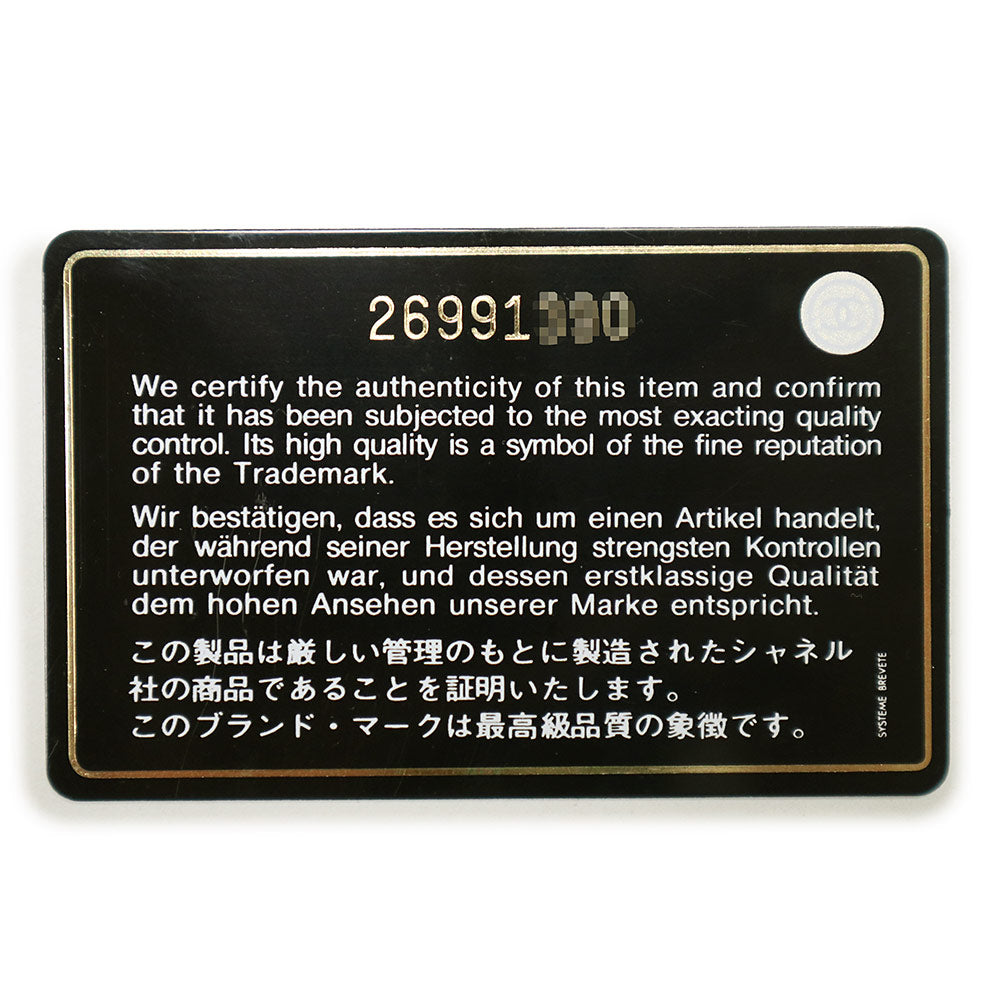 26991
We certify the authenticity of this item and confirm
that it has been subjected to the most exacting quality
control. Its high quality is a symbol of the fine reputation
of the Trademark.
Wir bestätigen, dass es sich um einen Artikel handelt,
der während seiner Herstellung strengsten Kontrollen
unterworfen war, und dessen erstklassige Qualität
dem hohen Ansehen unserer Marke entspricht.
この製品は厳しい管理のもとに製造されたシャネル
社の商品であることを証明いたします。
このブランド・マークは最高級品質の象徴です。
SYSTEME BREVETE